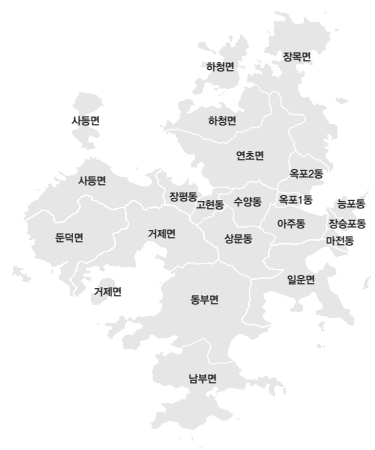 장목면
하청면
사등면
하청면
연초면
옥포2동
사등면
장평동
고현동
수양동
옥포1동
능포동
아주동
장승포동
둔덕면
거제면
상문동
마전동
일운면
거제면
동부면
남부면